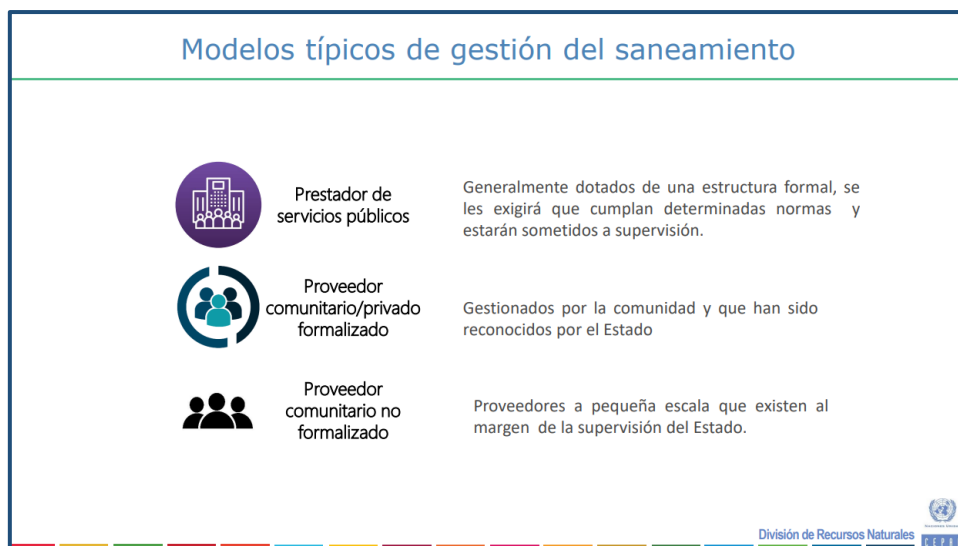 Modelos típicos de gestión del saneamiento
Prestador de
servicios públicos
Generalmente dotados de una estructura formal, se
les exigirá que cumplan determinadas normas y
estarán sometidos a supervisión.
Proveedor
comunitario/privado
formalizado
Gestionados por la comunidad y que han sido
reconocidos por el Estado
Proveedor
comunitario no
formalizado
Proveedores a pequeña escala que existen al
margen de la supervisión del Estado.
División de Recursos Naturales